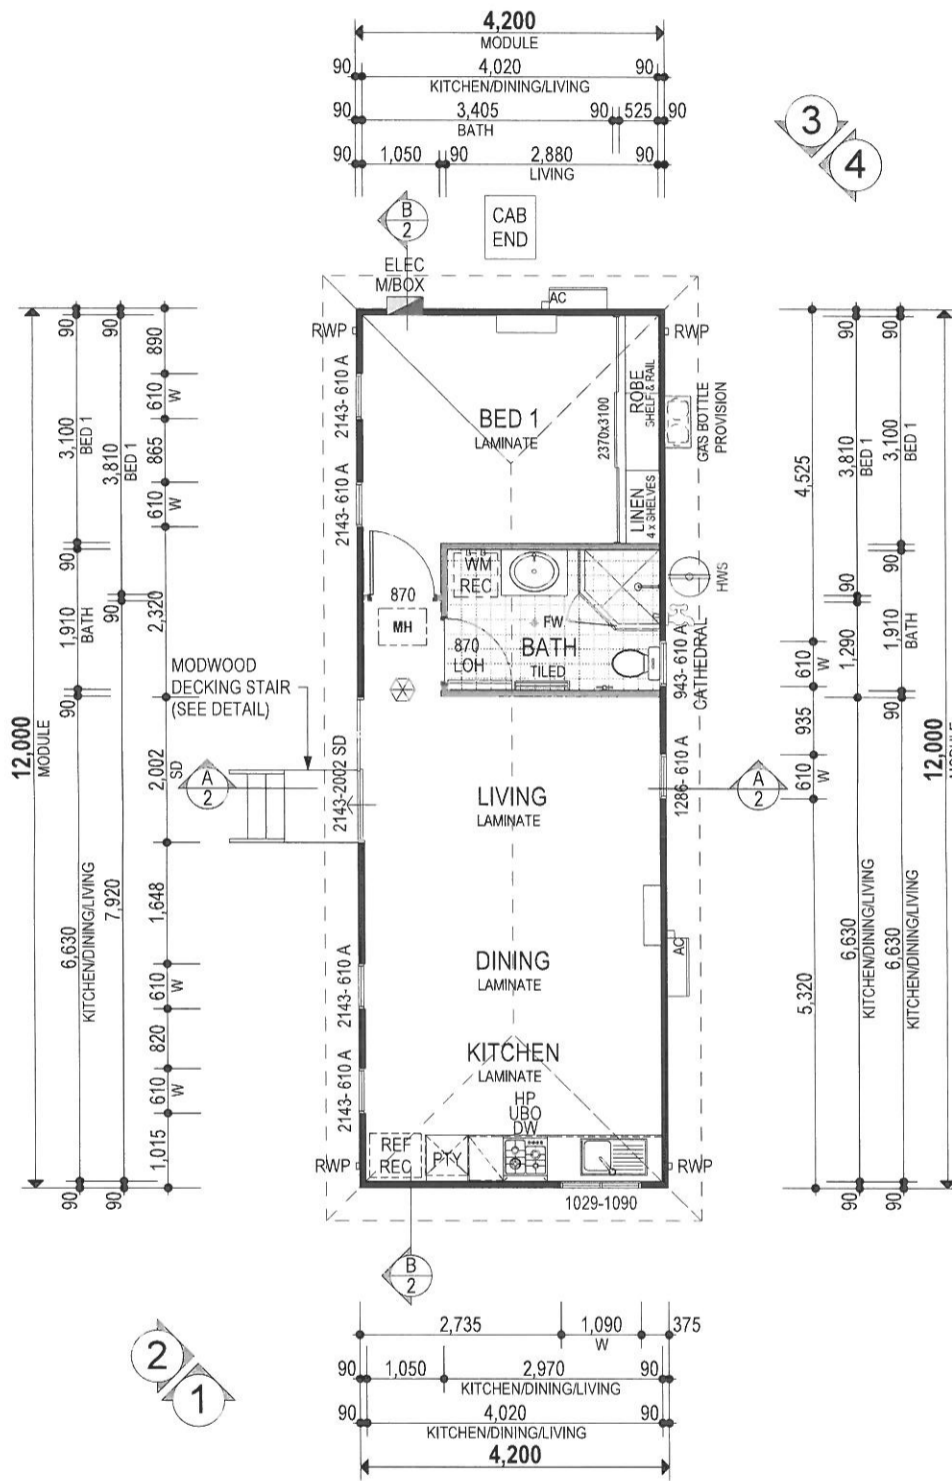 4,200
MODULE
90 4,020 90
KITCHEN/DINING/LIVING
90 3,405 90 525 90
BATH
90 1,050 90 2,880 90
LIVING
3
4
B
2
CAB
END
ELEC
M/BOX
AC
RWP
RWP
90
90
890
610
W
865
610
W
3,100
BED 1
3,810
BED 1
90
90
2,320
1,910
BATH
90
12,000
MODULE
2,002
SD
6,630
KITCHEN/DINING/LIVING
7,920
1,648
610
W
820
610
W
1,015
90
90
2143- 610 A
2143- 610 A
BED 1
LAMINATE
2370x3100
ROBE
SHELF & RAIL
LINEN
4 x SHELVES
GAS BOTTLE
PROVISION
870
MH
WM
REC
FW
870
LOH
BATH
TILED
HWS
943- 610 A
CATHEDRAL
MODWOOD
DECKING STAIR
(SEE DETAIL)
A
2
2143-2002 SD
LIVING
LAMINATE
1286- 610 A
A
2
AC
DINING
LAMINATE
2143- 610 A
2143- 610 A
KITCHEN
LAMINATE
HP
UBO
DW
REF
REC
PTY
RWP
RWP
1029-1090
90
90
4,525
3,810
BED 1
3,100
BED 1
90
90
610
W
1,290
1,910
BATH
935
90
610
W
12,000
5,320
6,630
KITCHEN/DINING/LIVING
6,630
KITCHEN/DINING/LIVING
90
90
B
2
2
1
2,735 1,090 375
W
90 1,050 2,970 90
KITCHEN/DINING/LIVING
90 4,020 90
KITCHEN/DINING/LIVING
4,200